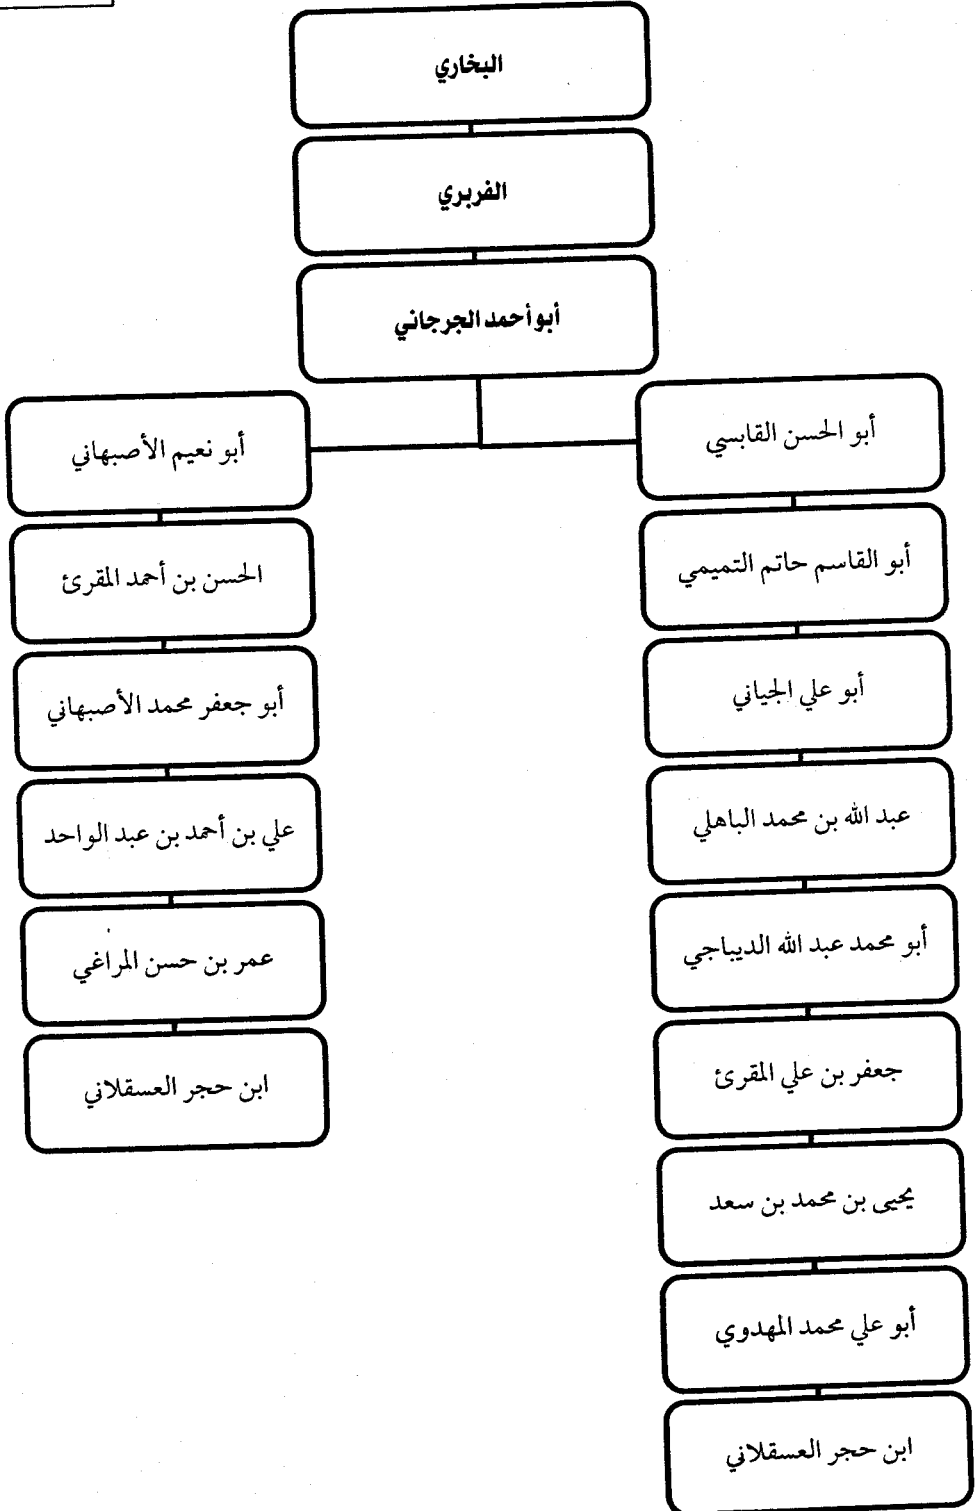 البخاري
الفربري
أبو أحمد الجرجاني
أبو الحسن القابسي
أبو القاسم حاتم التميمي
أبو علي الجياني
عبد الله بن محمد الباهلي
أبو محمد عبد الله الديباجي
جعفر بن علي المقرئ
يحيى بن محمد بن سعد
أبو علي محمد المهدوي
ابن حجر العسقلاني
أبو نعيم الأصبهاني
الحسن بن أحمد المقرئ
أبو جعفر محمد الأصبهاني
علي بن أحمد بن عبد الواحد
عمر بن حسن المراغي
ابن حجر العسقلاني